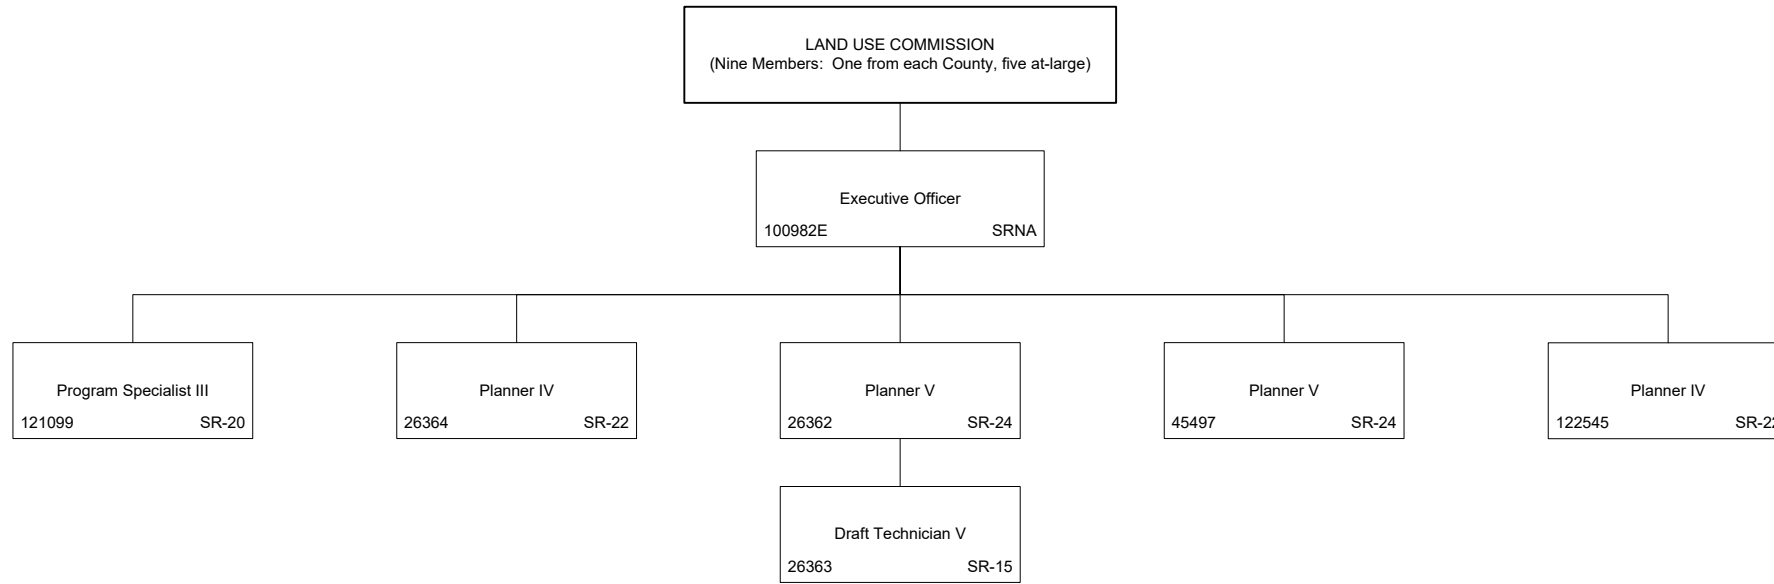 LAND USE COMMISSION
(Nine Members: One from each County, five at-large)
Executive Officer
100982E SRNA
Program Specialist III
121099 SR-20
Planner IV
26364 SR-22
Planner V
26362 SR-24
Planner V
45497 SR-24
Planner IV
122545 SR-22
Draft Technician V
26363 SR-15